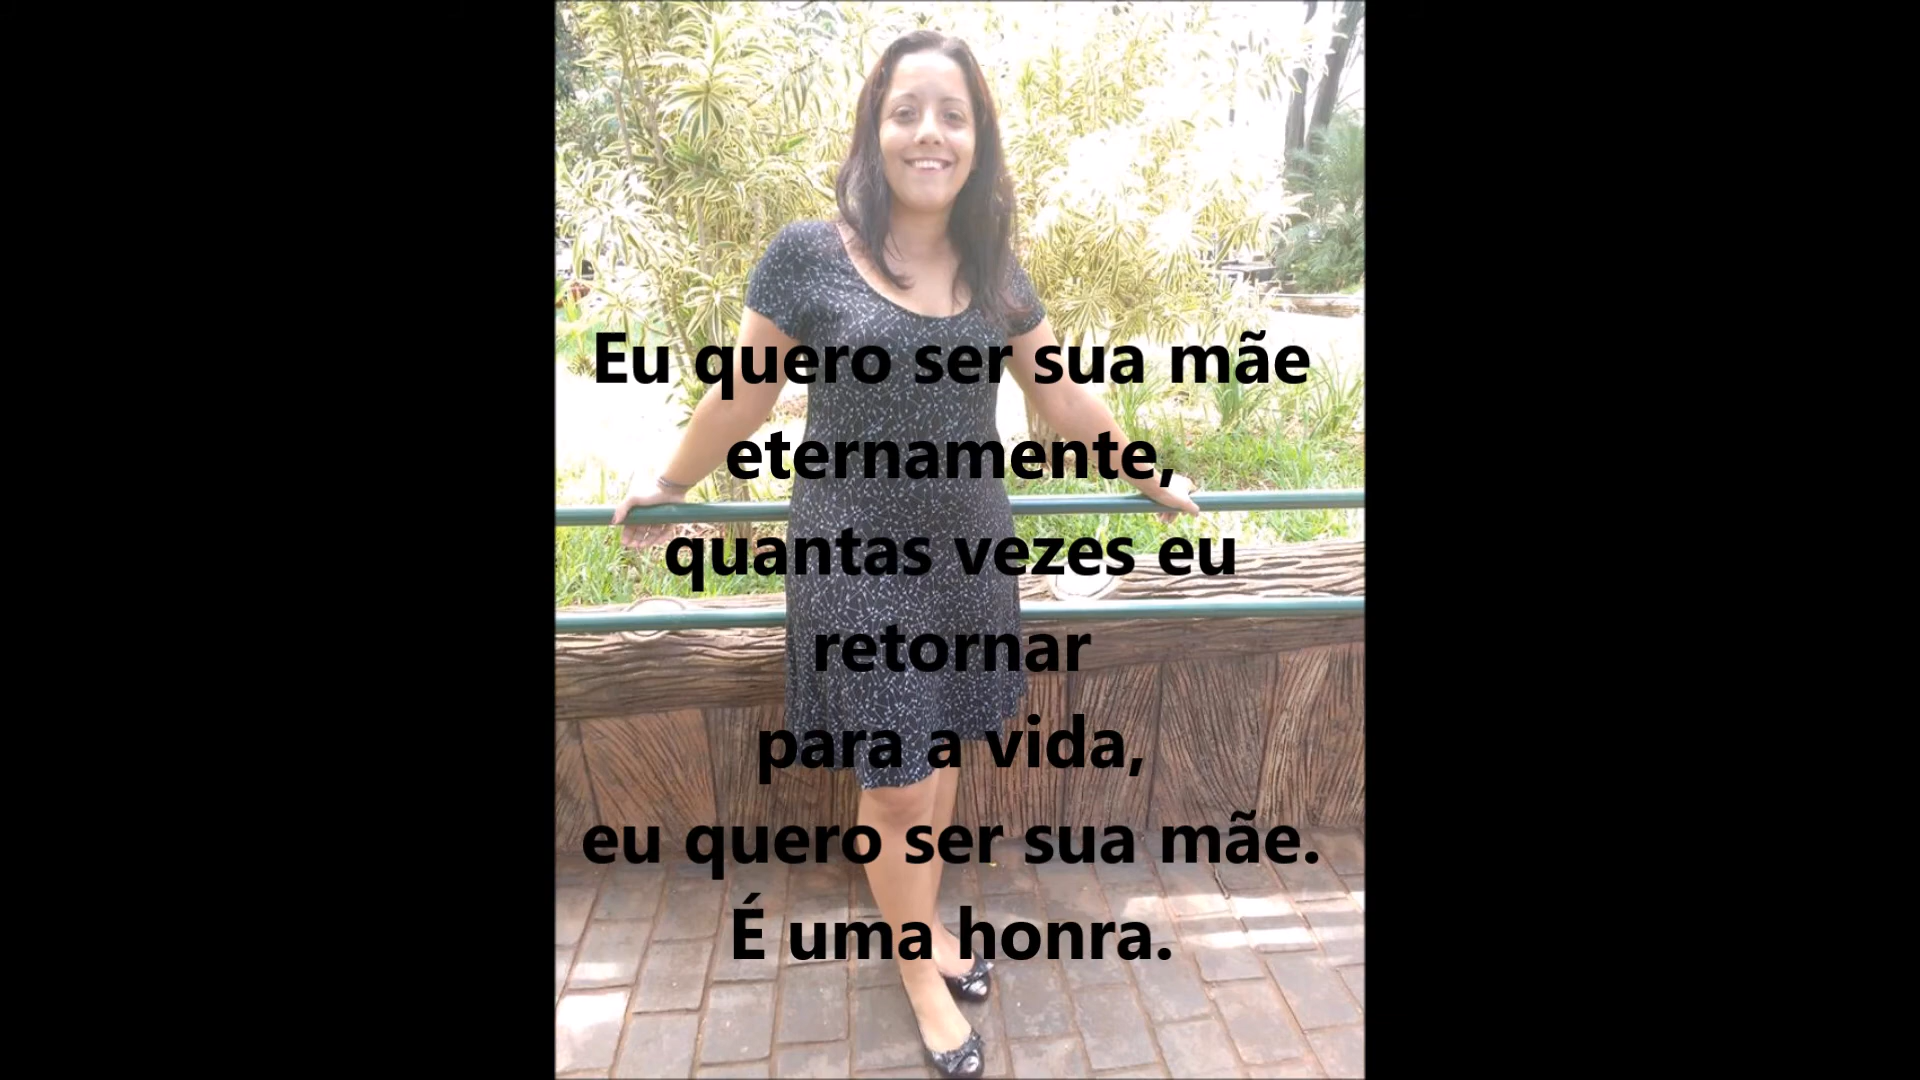 Eu quero ser sua mãe
eternamente,
quantas vezes eu
retornar
para a vida,
eu quero ser sua mãe.
É uma honra.